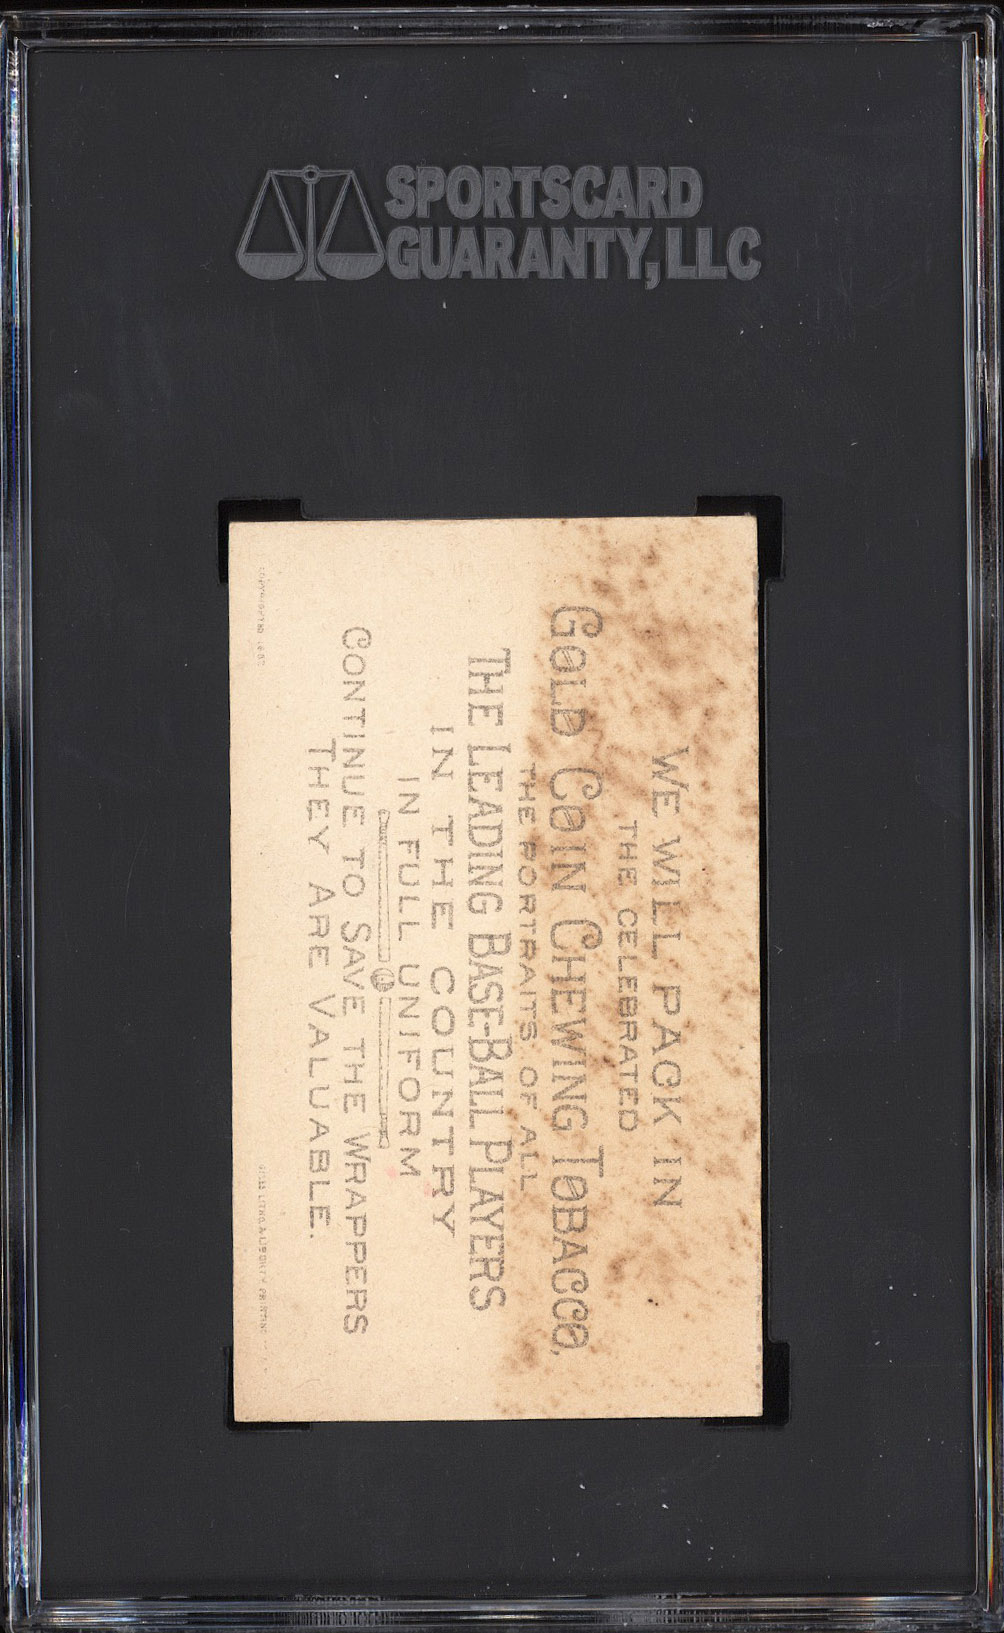 SPORTSCARD
GUARANTY, LLC
WE WILL PACK IN
THE CELEBRATED
GOLD COIN CHEWING TOBACCO,
THE PORTRAITS OF ALL
THE LEADING BASE-BALL PLAYERS
IN THE COUNTRY
IN FULL UNIFORM
CONTINUE TO SAVE THE WRAPPERS
THEY ARE VALUABLE.
COPYRIGHTED